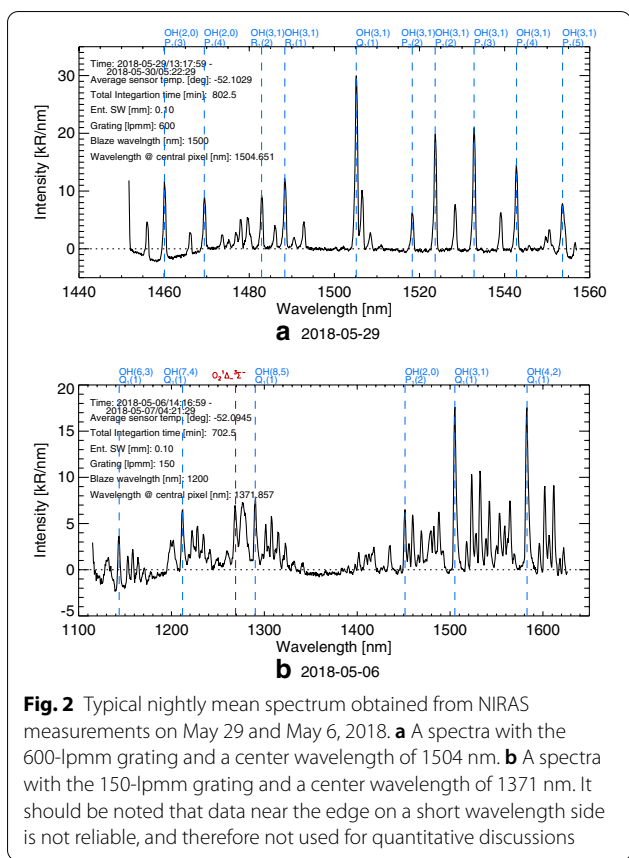 OH(2,0) OH(2,0) OH(3,1) OH(3,1) OH(3,1) OH(3,1) OH(3,1) OH(3,1) OH(3,1) OH(3,1)
P₁(3) P₁(4) R₁(2) R₁(1) Q₁(1) P₂(2) P₁(2) P₁(3) P₁(4) P₁(5)
Time: 2018-05-29/13:17:59 -
2018-05-30/05:22:29
Average sensor temp. [deg]: -52.1029
Total Integartion time [min]: 802.5
Ent. SW [mm]: 0.10
Grating [lpmm]: 600
Blaze wavelngth [nm]: 1500
Wavelength @ central pixel [nm]: 1504.651
Intensity [kR/nm]
30
20
10
0
1440 1460 1480 1500 1520 1540 1560
Wavelength [nm]
a 2018-05-29
OH(6,3) OH(7,4) O₂¹Δ-³Σ⁻ OH(8,5) OH(2,0) OH(3,1) OH(4,2)
Q₁(1) Q₁(1) Q₁(1) P₁(2) Q₁(1) Q₁(1)
Time: 2018-05-06/14:16:59 -
2018-05-07/04:21:29
Average sensor temp. [deg]: -52.0945
Total Integartion time [min]: 702.5
Ent. SW [mm]: 0.10
Grating [lpmm]: 150
Blaze wavelngth [nm]: 1200
Wavelength @ central pixel [nm]: 1371.857
Intensity [kR/nm]
20
15
10
5
0
-5
1100 1200 1300 1400 1500 1600
Wavelength [nm]
b 2018-05-06
Fig. 2 Typical nightly mean spectrum obtained from NIRAS
measurements on May 29 and May 6, 2018. a A spectra with the
600-lpmm grating and a center wavelength of 1504 nm. b A spectra
with the 150-lpmm grating and a center wavelength of 1371 nm. It
should be noted that data near the edge on a short wavelength side
is not reliable, and therefore not used for quantitative discussions